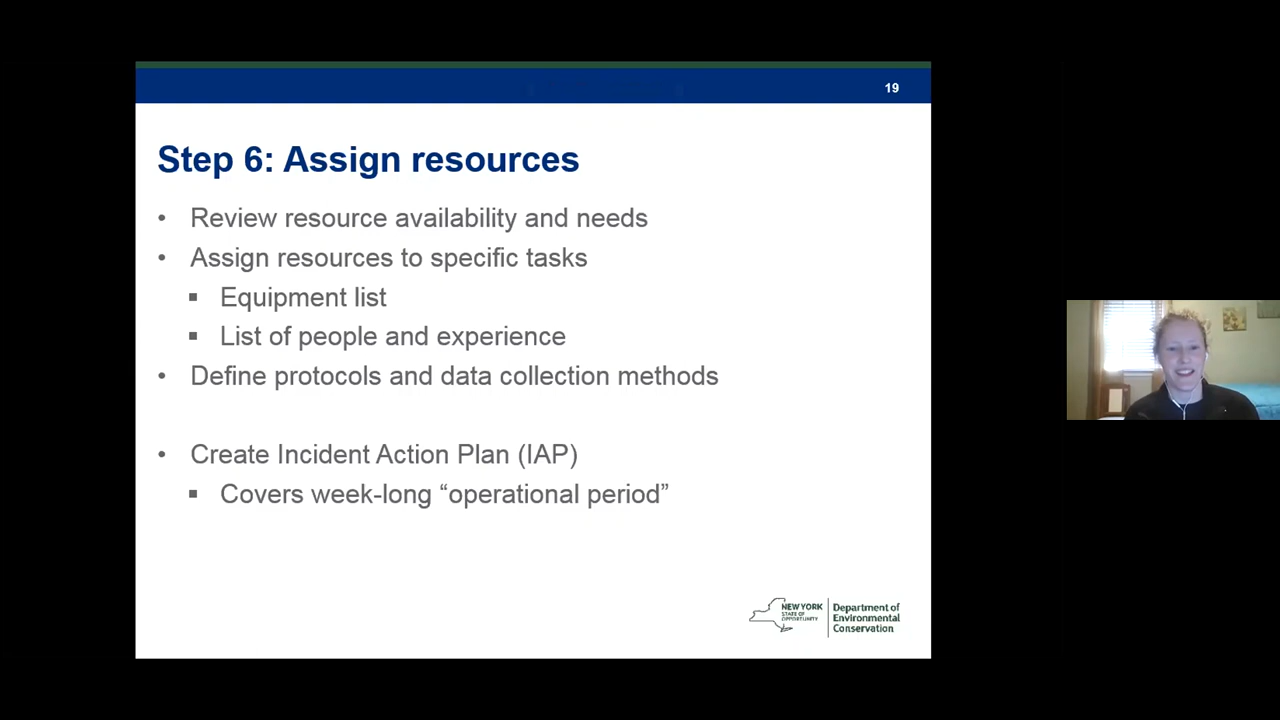 19
Step 6: Assign resources
• Review resource availability and needs
• Assign resources to specific tasks
▪ Equipment list
▪ List of people and experience
• Define protocols and data collection methods
• Create Incident Action Plan (IAP)
▪ Covers week-long “operational period”
NEW YORK
STATE OF
OPPORTUNITY
Department of
Environmental
Conservation